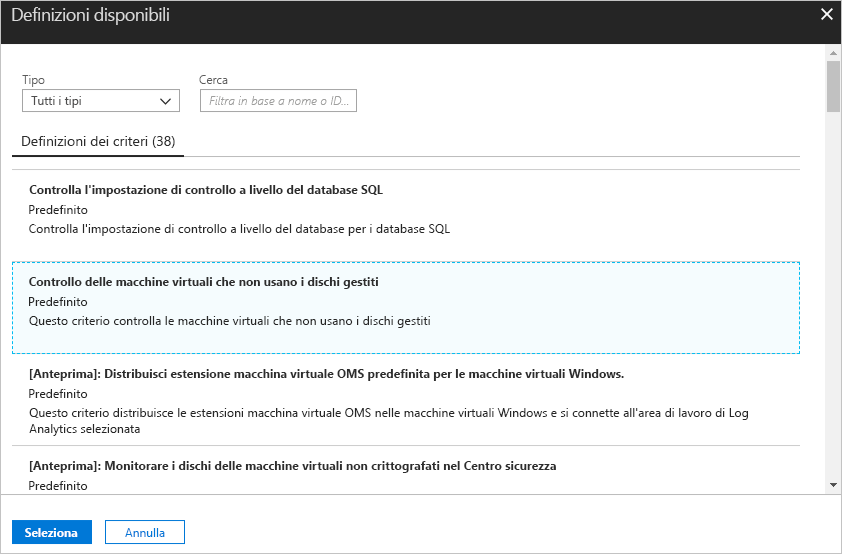 Definizioni disponibili
Tipo
Cerca
Tutti i tipi
Filtra in base a nome o ID...
Definizioni dei criteri (38)
Controlla l'impostazione di controllo a livello del database SQL
Predefinito
Controlla l'impostazione di controllo a livello del database per i database SQL
Controllo delle macchine virtuali che non usano i dischi gestiti
Predefinito
Questo criterio controlla le macchine virtuali che non usano i dischi gestiti
[Anteprima]: Distribuisci estensione macchina virtuale OMS predefinita per le macchine virtuali Windows.
Predefinito
Questo criterio distribuisce le estensioni macchina virtuale OMS nelle macchine virtuali Windows e si connette all'area di lavoro di Log
Analytics selezionata
[Anteprima]: Monitorare i dischi delle macchine virtuali non crittografati nel Centro sicurezza
Predefinito
Seleziona
Annulla